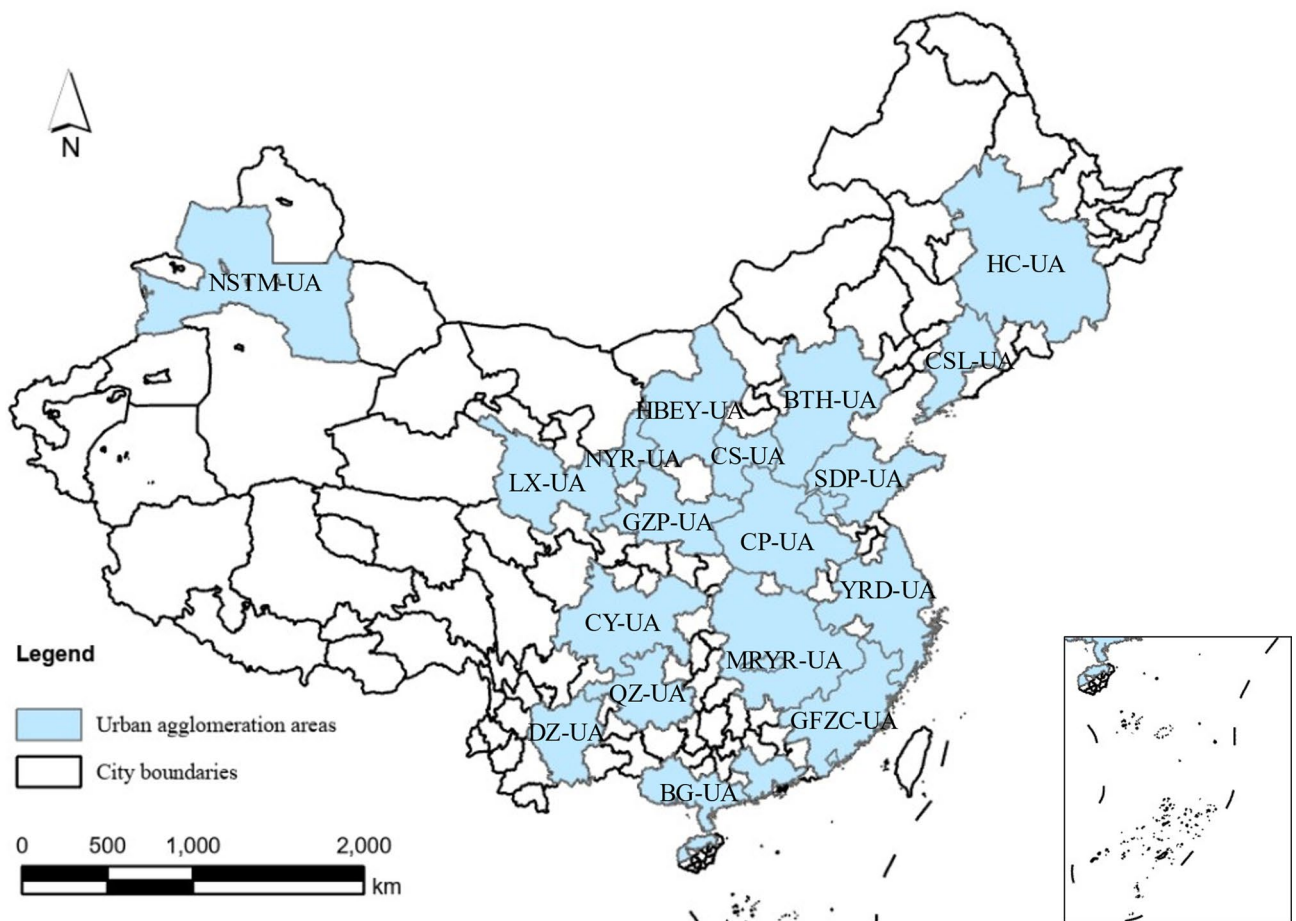 N
HC-UA
NSTM-UA
CSL-UA
BTH-UA
HBEY-UA
NYR-UA
CS-UA
LX-UA
SDP-UA
GZP-UA
CP-UA
YRD-UA
CY-UA
MRYR-UA
QZ-UA
GFZC-UA
DZ-UA
BG-UA
Legend
Urban agglomeration areas
City boundaries
0 500 1,000 2,000
km